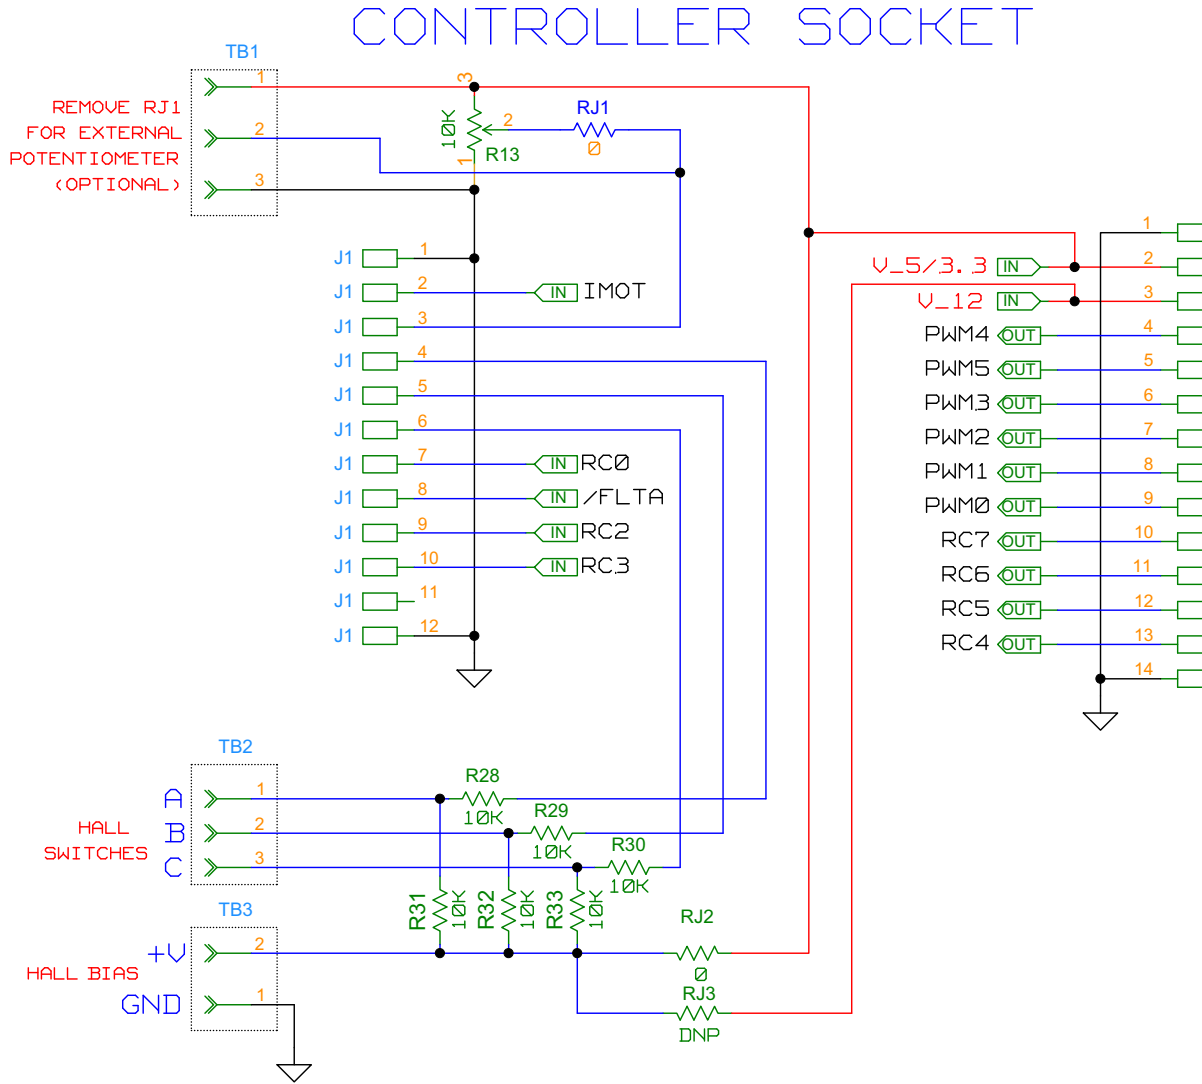 CONTROLLER SOCKET
TB1
1
2
3
REMOVE RJ1
FOR EXTERNAL
POTENTIOMETER
(OPTIONAL)
3
10K
2
1
R13
RJ1
0
J1 1
J1 2 IN IMOT
J1 3
J1 4
J1 5
J1 6
J1 7 IN RC0
J1 8 IN /FLTA
J1 9 IN RC2
J1 10 IN RC3
J1 11
J1 12
1
V_5/3.3 IN 2
V_12 IN 3
PWM4 OUT 4
PWM5 OUT 5
PWM3 OUT 6
PWM2 OUT 7
PWM1 OUT 8
PWM0 OUT 9
RC7 OUT 10
RC6 OUT 11
RC5 OUT 12
RC4 OUT 13
14
TB2
A 1
B 2
C 3
HALL
SWITCHES
R28
10K
R29
10K
R30
10K
R31
10K
R32
10K
R33
10K
TB3
+V 2
HALL BIAS
GND 1
RJ2
0
RJ3
DNP